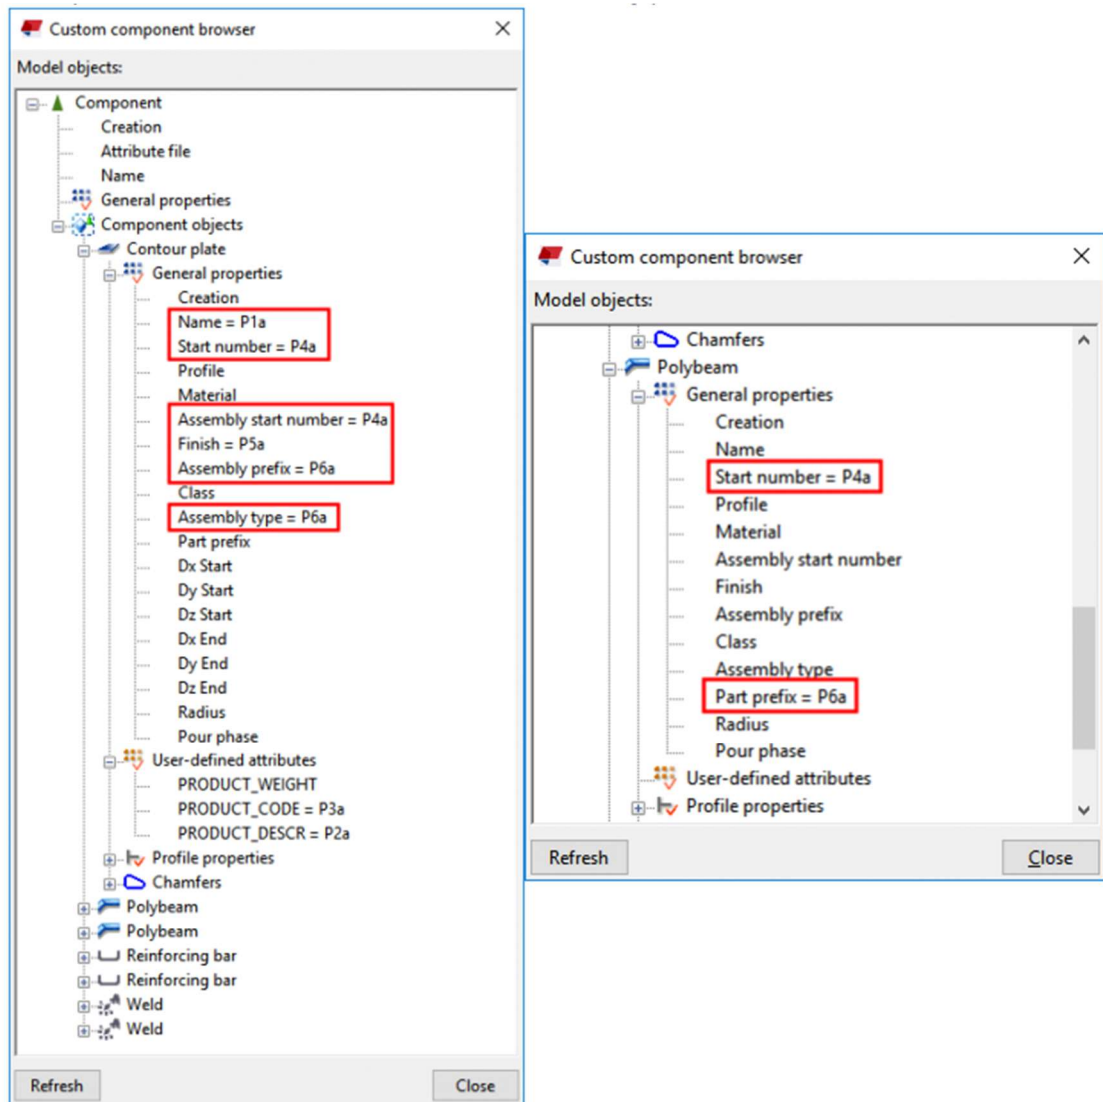 Custom component browser
Model objects:
Component
Creation
Attribute file
Name
General properties
Component objects
Contour plate
General properties
Creation
Name = P1a
Start number = P4a
Profile
Material
Assembly start number = P4a
Finish = P5a
Assembly prefix = P6a
Class
Assembly type = P6a
Part prefix
Dx Start
Dy Start
Dz Start
Dx End
Dy End
Dz End
Radius
Pour phase
User-defined attributes
PRODUCT_WEIGHT
PRODUCT_CODE = P3a
PRODUCT_DESCR = P2a
Profile properties
Chamfers
Polybeam
Polybeam
Reinforcing bar
Reinforcing bar
Weld
Weld
Refresh
Close
Custom component browser
Model objects:
Chamfers
Polybeam
General properties
Creation
Name
Start number = P4a
Profile
Material
Assembly start number
Finish
Assembly prefix
Class
Assembly type
Part prefix = P6a
Radius
Pour phase
User-defined attributes
Profile properties
Refresh
Close